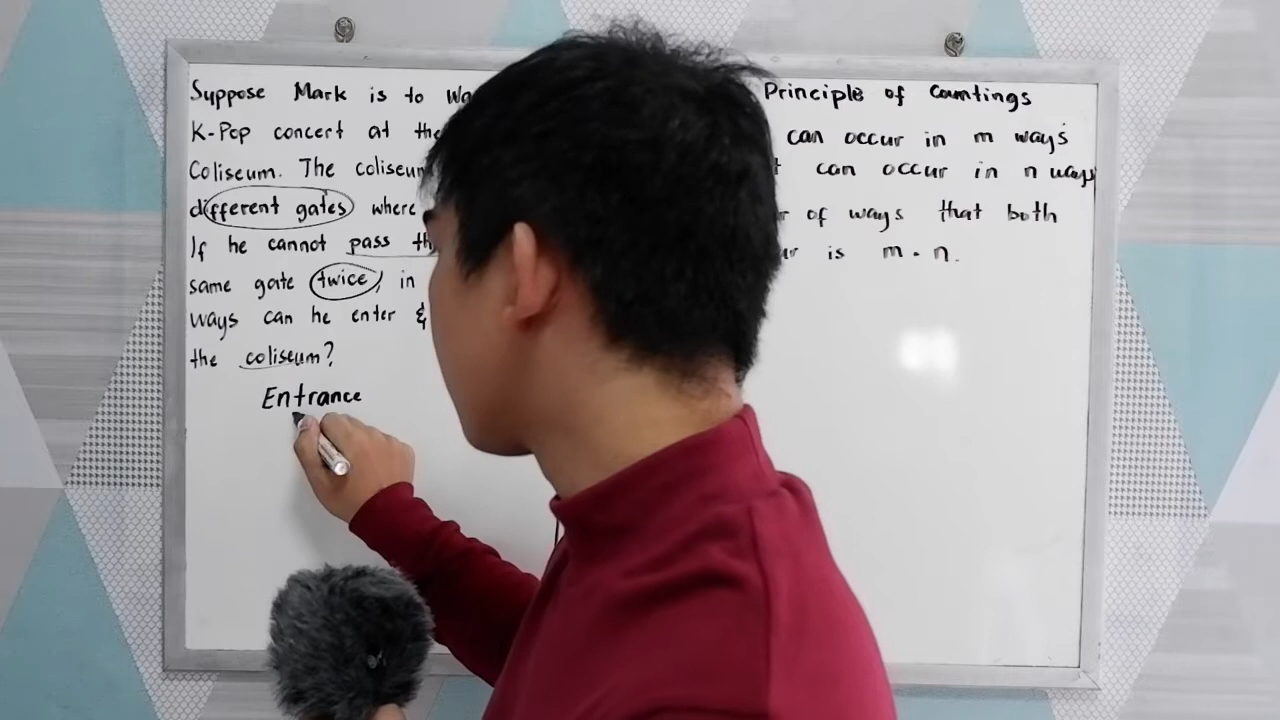 Suppose Mark is to
K-Pop concert at the
Coliseum. The coliseum
different gates where
If he cannot pass
same gate twice, in
ways can he enter &
the coliseum?
Entrance
Principle of Countings
can occur in m ways
can occur in n ways
of ways that both
is m · n.